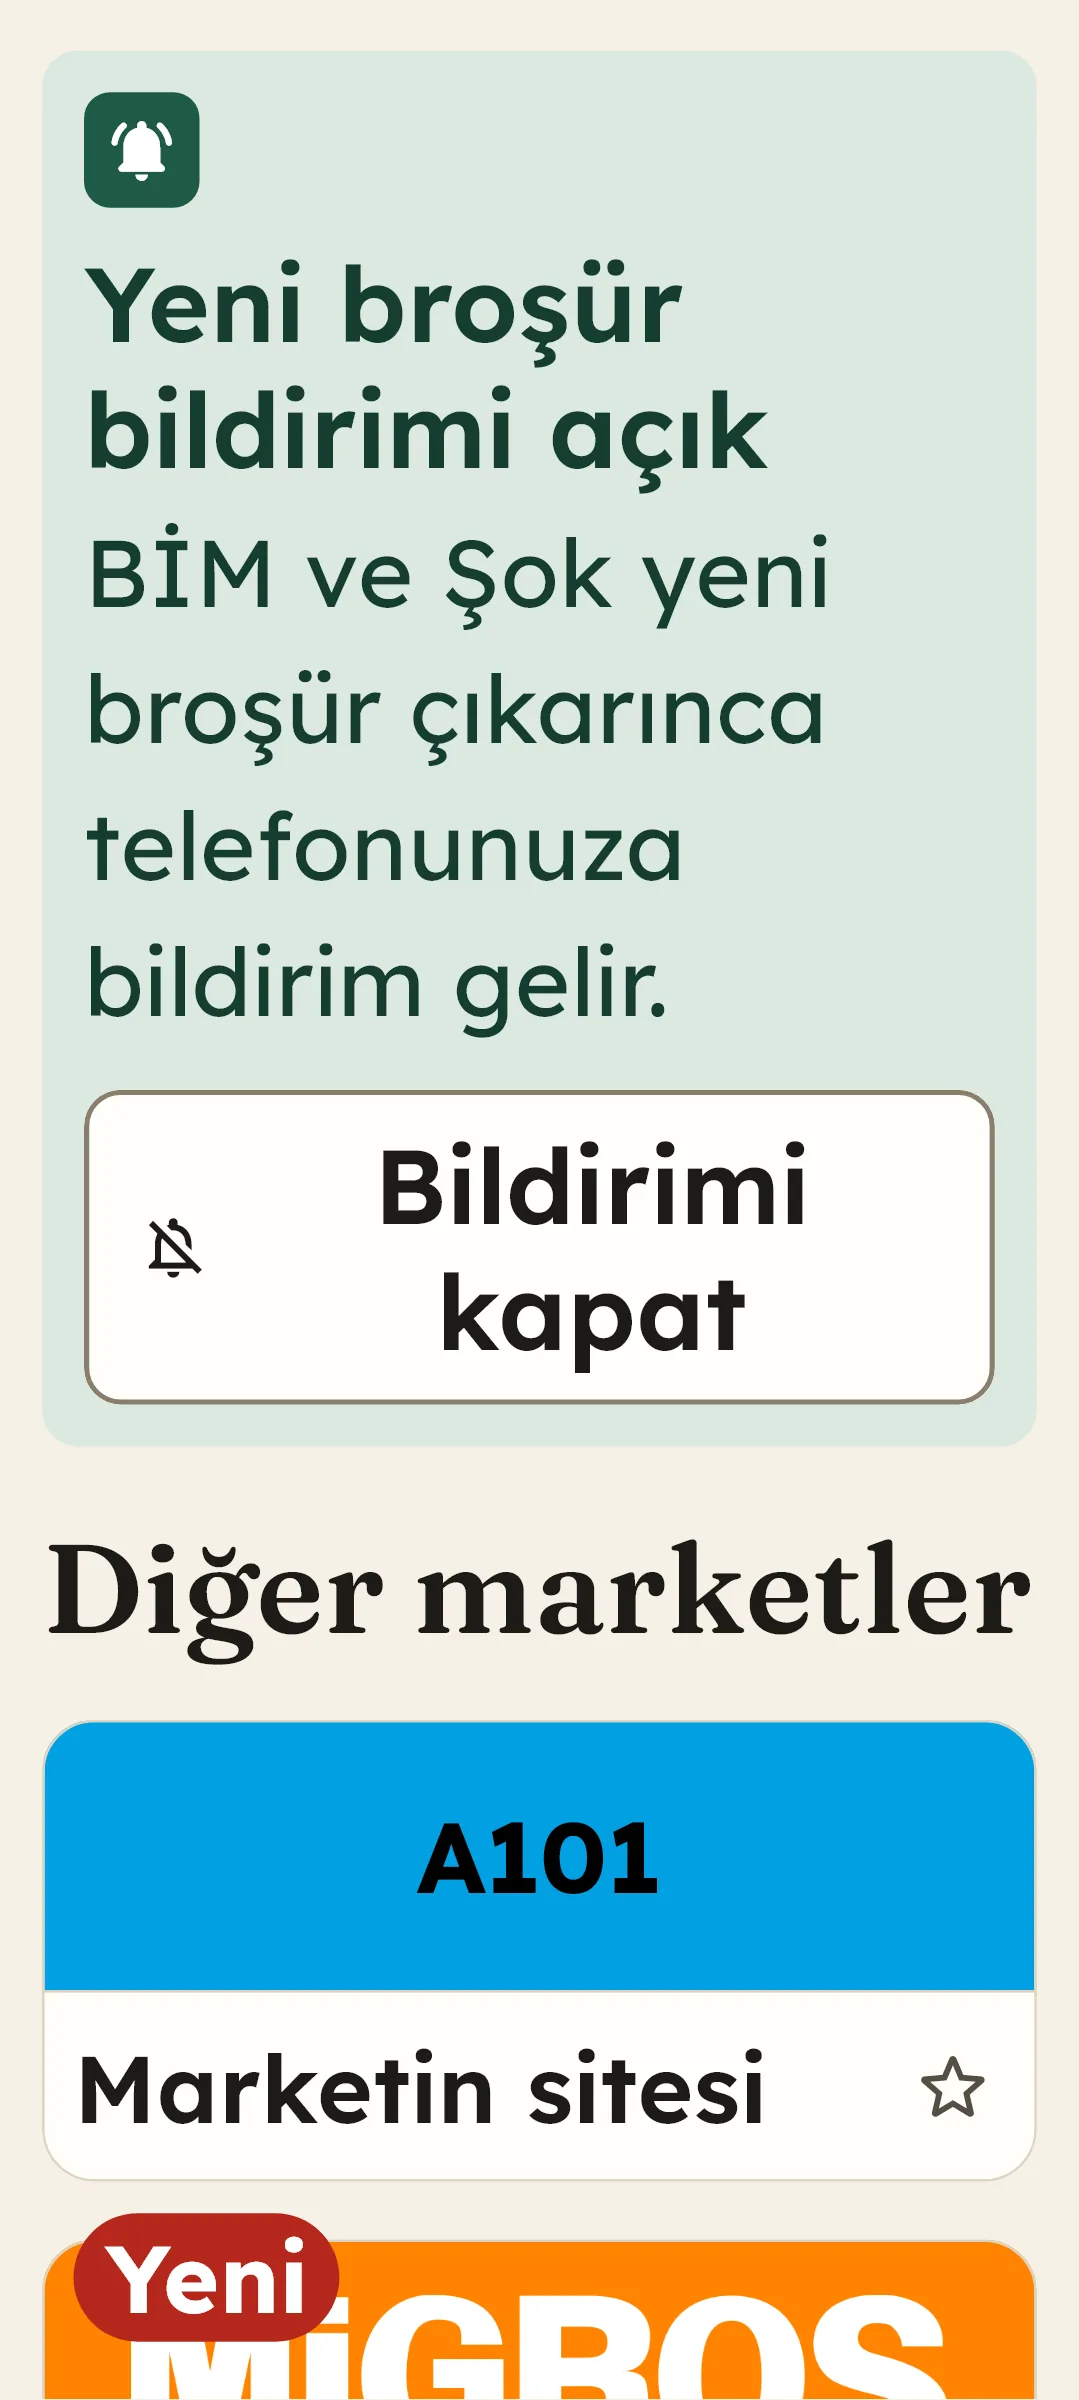 Yeni broşür
bildirimi açık
BİM ve Şok yeni
broşür çıkarınca
telefonunuza
bildirim gelir.
Bildirimi
kapat
Diğer marketler
A101
Marketin sitesi
Yeni
MiGROS